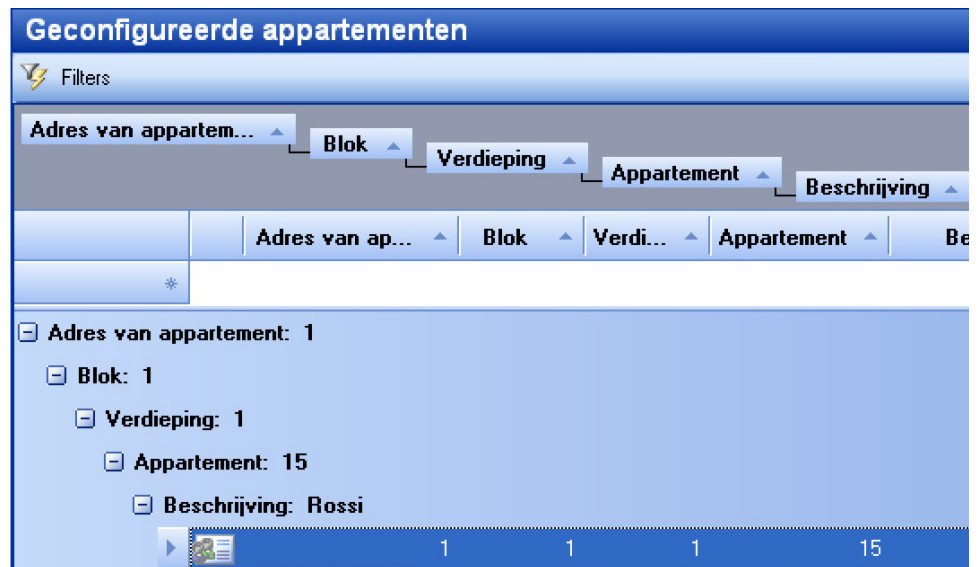 Geconfigureerde appartementen
Filters
Adres van appartem...
Blok
Verdieping
Appartement
Beschrijving
Adres van ap... Blok Verdi... Appartement Be
Adres van appartement: 1
Blok: 1
Verdieping: 1
Appartement: 15
Beschrijving: Rossi
1 1 1 15